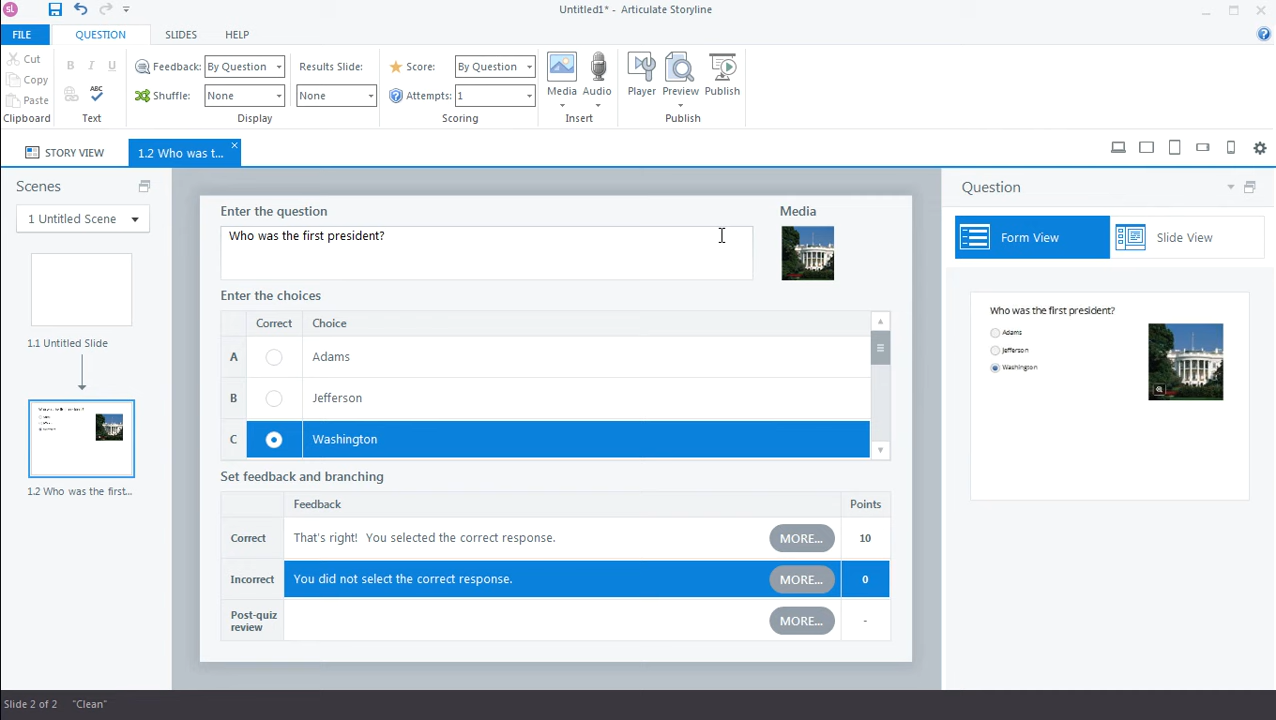 sl
Untitled1* - Articulate Storyline
FILE
QUESTION
SLIDES
HELP
Cut
Copy
Paste
Clipboard
B I U
ABC
Text
Feedback: By Question
Shuffle: None
Results Slide:
None
Display
Score: By Question
Attempts: 1
Scoring
Media
Audio
Insert
Player
Preview
Publish
Publish
STORY VIEW
1.2 Who was t...
Scenes
1 Untitled Scene
1.1 Untitled Slide
1.2 Who was the first...
Enter the question
Media
Who was the first president?
Enter the choices
Correct Choice
A Adams
B Jefferson
C Washington
Set feedback and branching
Feedback Points
Correct That's right! You selected the correct response. MORE... 10
Incorrect You did not select the correct response. MORE... 0
Post-quiz
review MORE... -
Question
Form View
Slide View
Who was the first president?
Adams
Jefferson
Washington
Slide 2 of 2 "Clean"